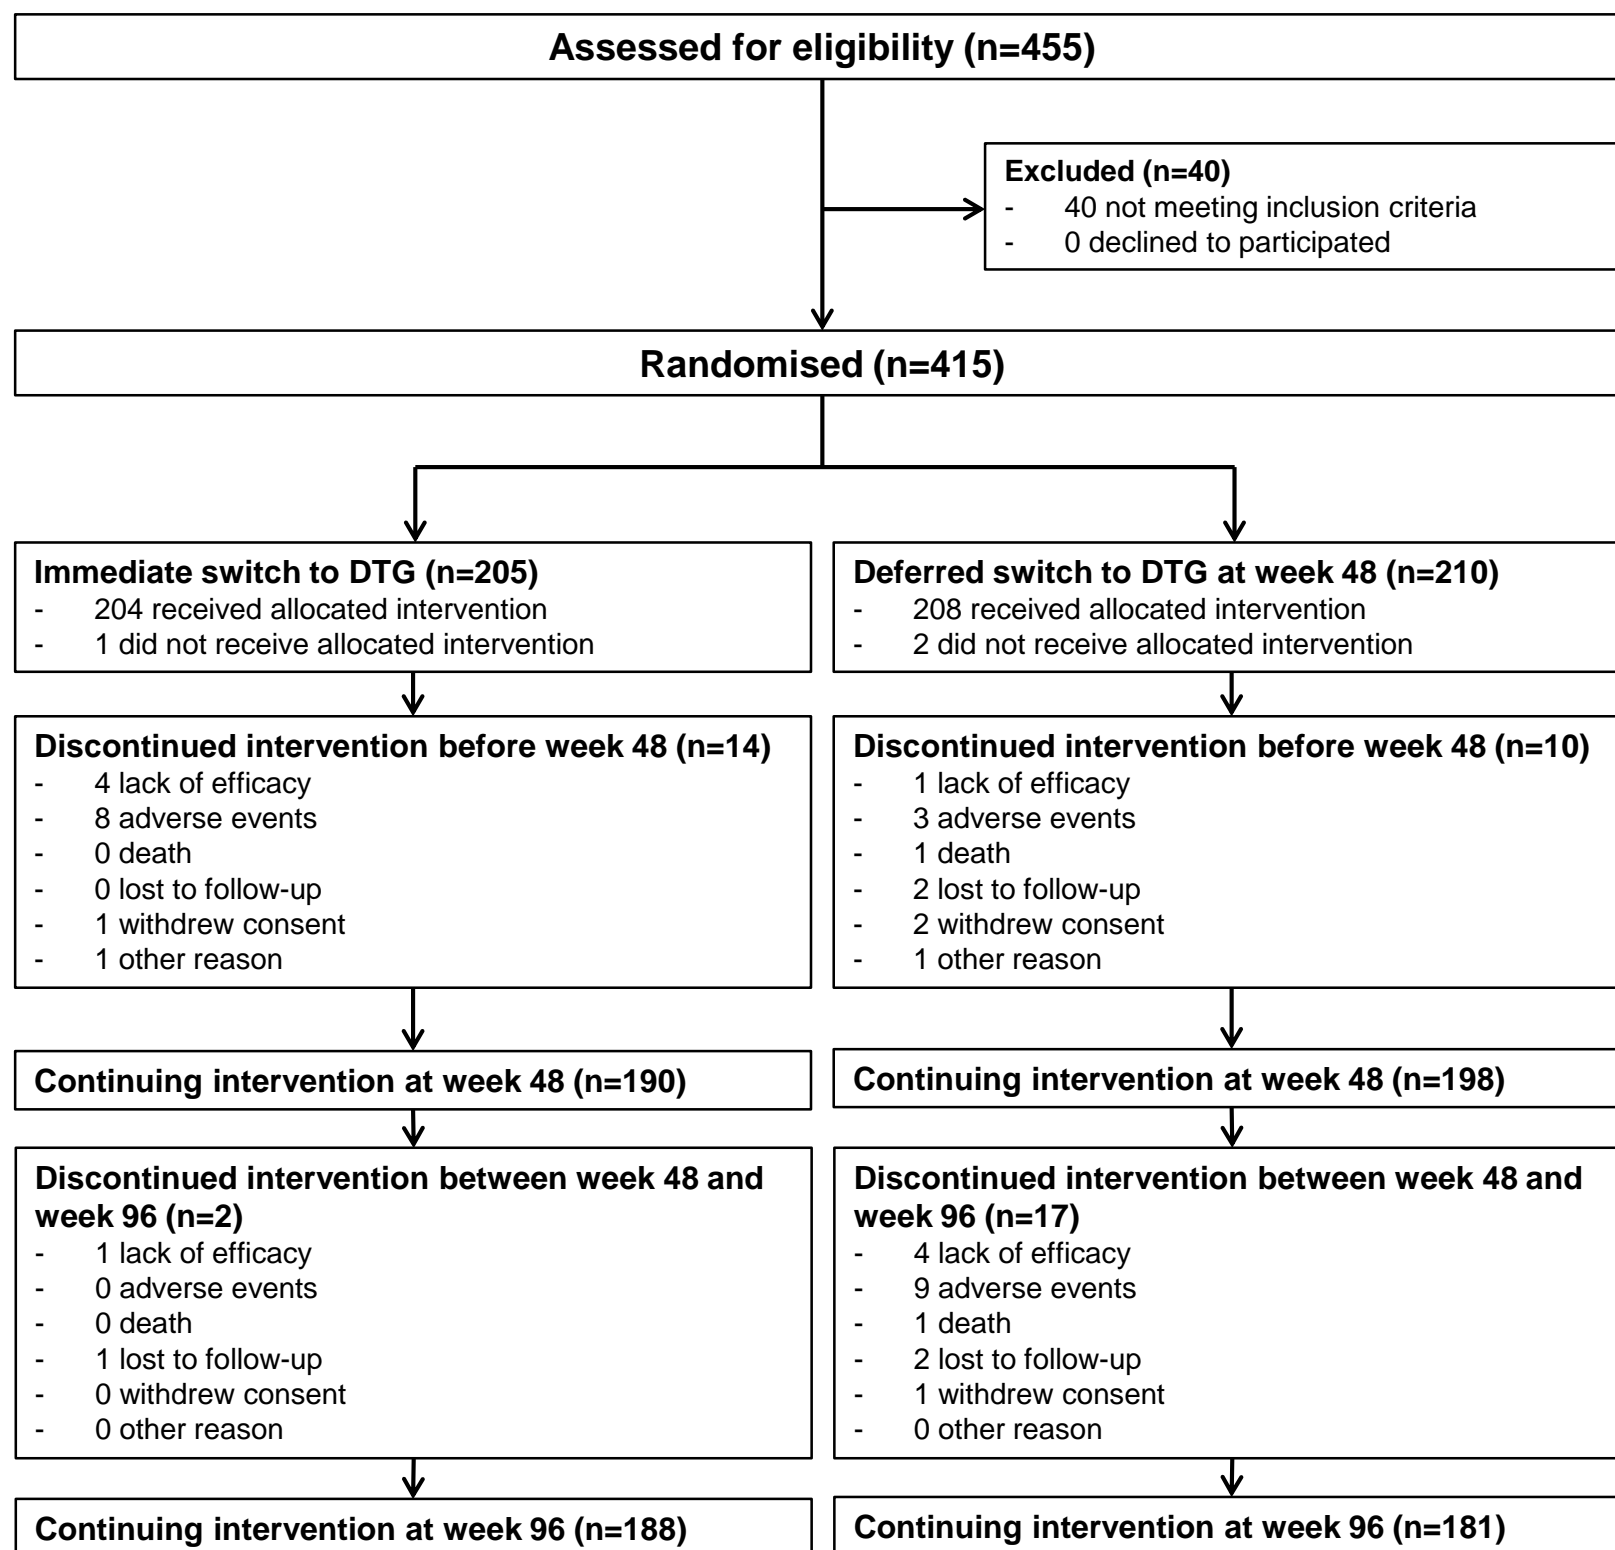 Assessed for eligibility (n=455)
Excluded (n=40)
- 40 not meeting inclusion criteria
- 0 declined to participated
Randomised (n=415)
Immediate switch to DTG (n=205)
- 204 received allocated intervention
- 1 did not receive allocated intervention
Deferred switch to DTG at week 48 (n=210)
- 208 received allocated intervention
- 2 did not receive allocated intervention
Discontinued intervention before week 48 (n=14)
- 4 lack of efficacy
- 8 adverse events
- 0 death
- 0 lost to follow-up
- 1 withdrew consent
- 1 other reason
Discontinued intervention before week 48 (n=10)
- 1 lack of efficacy
- 3 adverse events
- 1 death
- 2 lost to follow-up
- 2 withdrew consent
- 1 other reason
Continuing intervention at week 48 (n=190)
Continuing intervention at week 48 (n=198)
Discontinued intervention between week 48 and
week 96 (n=2)
- 1 lack of efficacy
- 0 adverse events
- 0 death
- 1 lost to follow-up
- 0 withdrew consent
- 0 other reason
Discontinued intervention between week 48 and
week 96 (n=17)
- 4 lack of efficacy
- 9 adverse events
- 1 death
- 2 lost to follow-up
- 1 withdrew consent
- 0 other reason
Continuing intervention at week 96 (n=188)
Continuing intervention at week 96 (n=181)